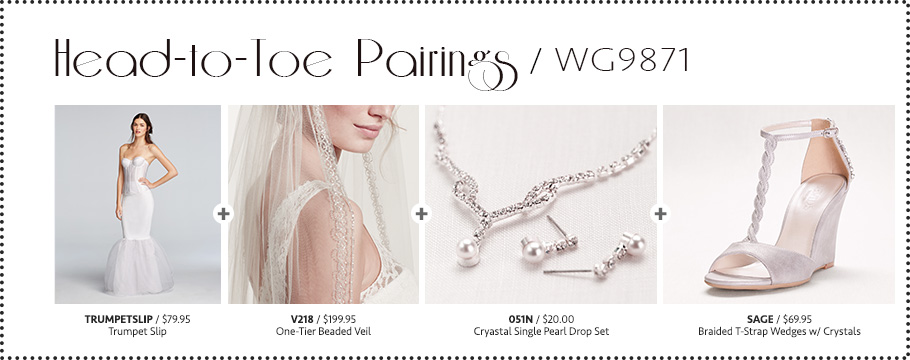 Head-to-Toe Pairings / WG9871
+ + +
TRUMPETSLIP / $79.95
Trumpet Slip
V218 / $199.95
One-Tier Beaded Veil
051N / $20.00
Cryastal Single Pearl Drop Set
SAGE / $69.95
Braided T-Strap Wedges w/ Crystals